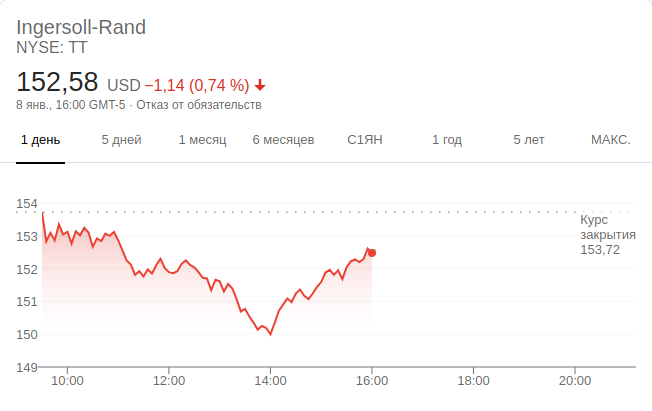 Ingersoll-Rand
NYSE: TT
152,58 USD −1,14 (0,74 %)
8 янв., 16:00 GMT-5 · Отказ от обязательств
1 день 5 дней 1 месяц 6 месяцев С1ЯН 1 год 5 лет МАКС.
154
153
152
151
150
149
Курс
закрытия
153,72
10:00 12:00 14:00 16:00 18:00 20:00